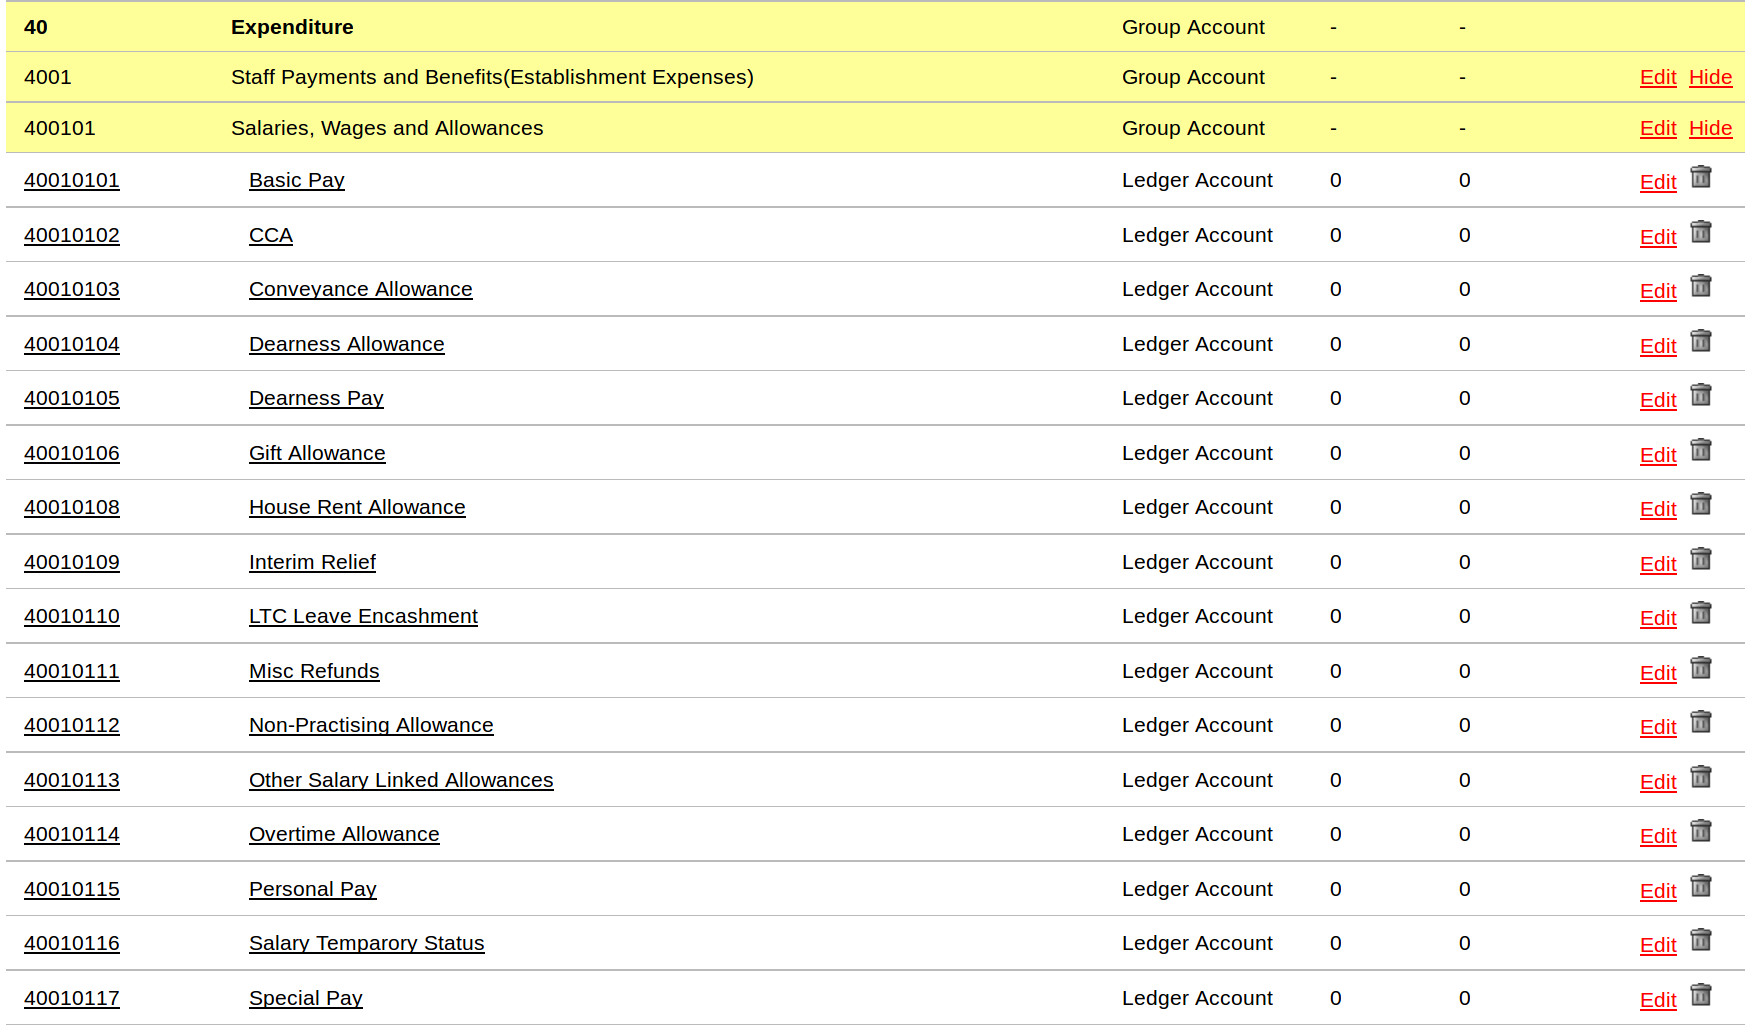 40 Expenditure Group Account - -
4001 Staff Payments and Benefits(Establishment Expenses) Group Account - - Edit Hide
400101 Salaries, Wages and Allowances Group Account - - Edit Hide
40010101 Basic Pay Ledger Account 0 0 Edit
40010102 CCA Ledger Account 0 0 Edit
40010103 Conveyance Allowance Ledger Account 0 0 Edit
40010104 Dearness Allowance Ledger Account 0 0 Edit
40010105 Dearness Pay Ledger Account 0 0 Edit
40010106 Gift Allowance Ledger Account 0 0 Edit
40010108 House Rent Allowance Ledger Account 0 0 Edit
40010109 Interim Relief Ledger Account 0 0 Edit
40010110 LTC Leave Encashment Ledger Account 0 0 Edit
40010111 Misc Refunds Ledger Account 0 0 Edit
40010112 Non-Practising Allowance Ledger Account 0 0 Edit
40010113 Other Salary Linked Allowances Ledger Account 0 0 Edit
40010114 Overtime Allowance Ledger Account 0 0 Edit
40010115 Personal Pay Ledger Account 0 0 Edit
40010116 Salary Temparory Status Ledger Account 0 0 Edit
40010117 Special Pay Ledger Account 0 0 Edit